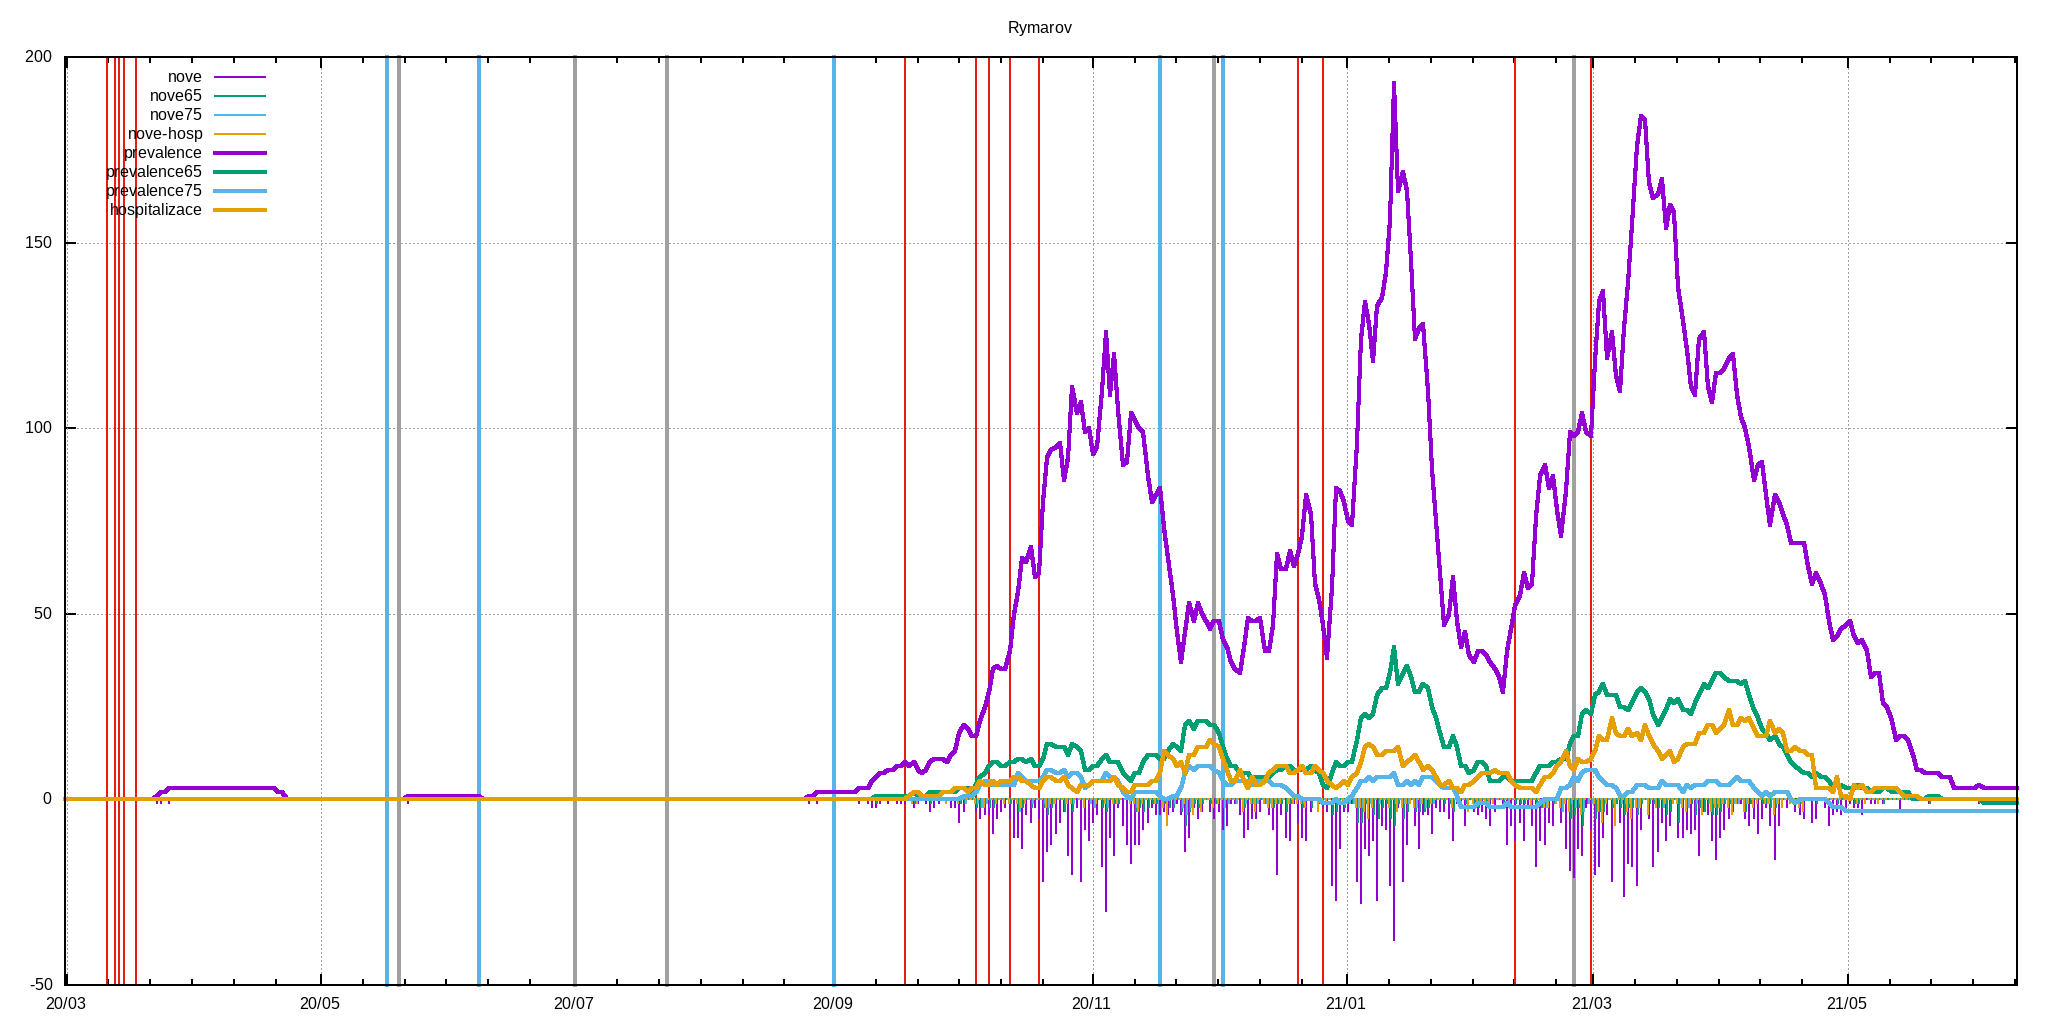 Rymarov
200
150
100
50
0
-50
nove
nove65
nove75
nove-hosp
prevalence
prevalence65
prevalence75
hospitalizace
20/03 20/05 20/07 20/09 20/11 21/01 21/03 21/05